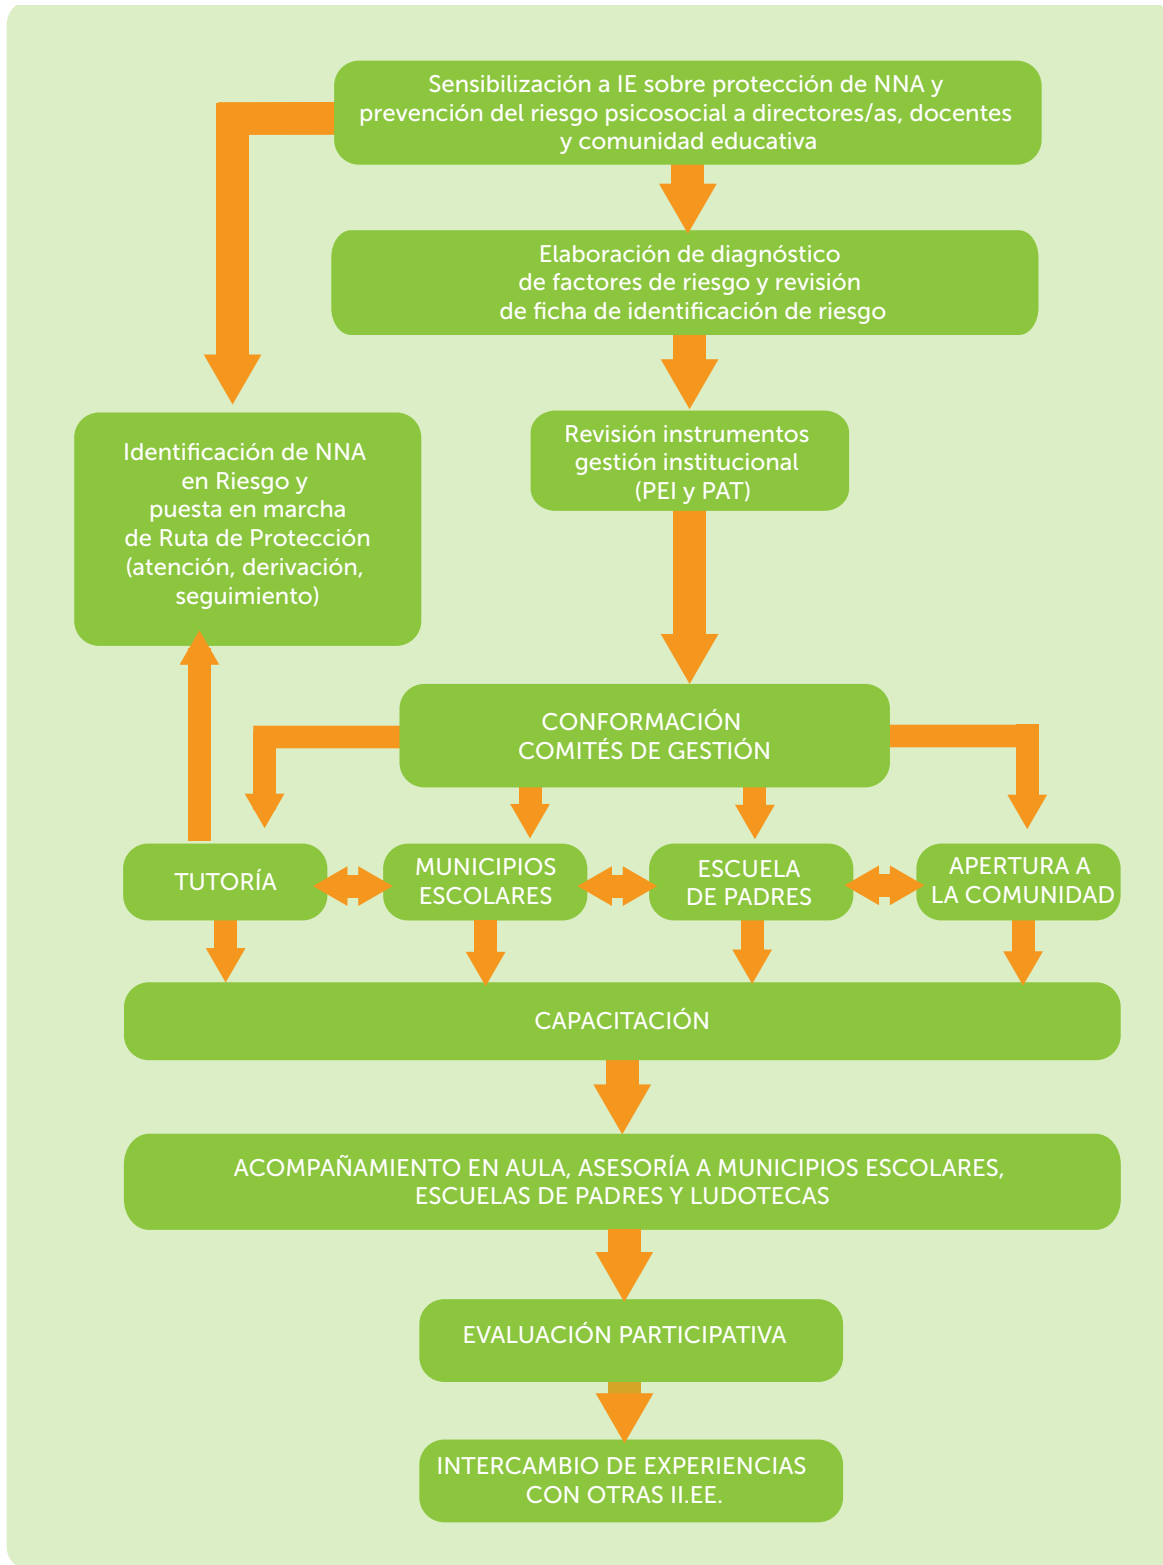 Sensibilización a IE sobre protección de NNA y
prevención del riesgo psicosocial a directores/as, docentes
y comunidad educativa
Elaboración de diagnóstico
de factores de riesgo y revisión
de ficha de identificación de riesgo
Identificación de NNA
en Riesgo y
puesta en marcha
de Ruta de Protección
(atención, derivación,
seguimiento)
Revisión instrumentos
gestión institucional
(PEI y PAT)
CONFORMACIÓN
COMITÉS DE GESTIÓN
TUTORÍA
MUNICIPIOS
ESCOLARES
ESCUELA
DE PADRES
APERTURA A
LA COMUNIDAD
CAPACITACIÓN
ACOMPAÑAMIENTO EN AULA, ASESORÍA A MUNICIPIOS ESCOLARES,
ESCUELAS DE PADRES Y LUDOTECAS
EVALUACIÓN PARTICIPATIVA
INTERCAMBIO DE EXPERIENCIAS
CON OTRAS II.EE.